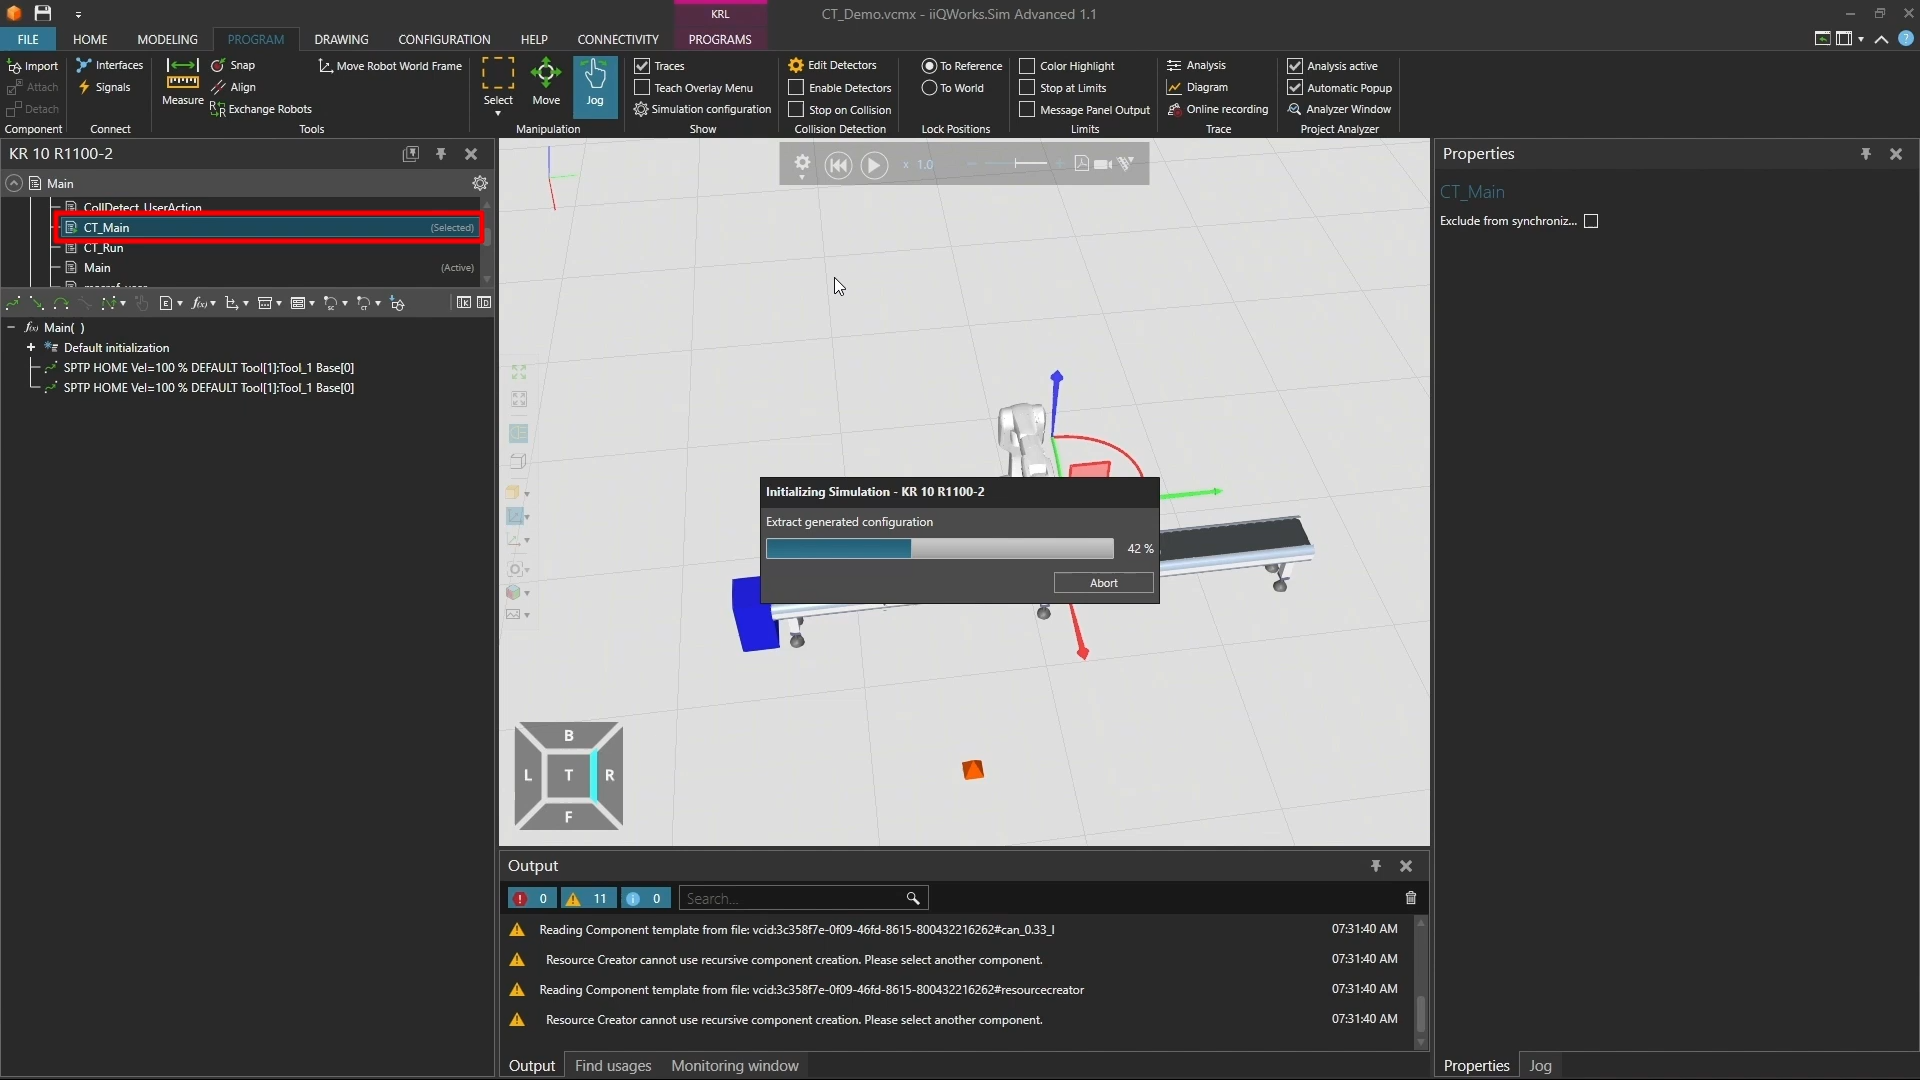 KRL
CT_Demo.vcmx - iiQWorks.Sim Advanced 1.1
FILE
HOME
MODELING
PROGRAM
DRAWING
CONFIGURATION
HELP
CONNECTIVITY
PROGRAMS
Import
Attach
Detach
Component
Interfaces
Signals
Connect
Measure
Snap
Align
Exchange Robots
Move Robot World Frame
Tools
Select
Move
Jog
Manipulation
Traces
Teach Overlay Menu
Simulation configuration
Show
Edit Detectors
Enable Detectors
Stop on Collision
Collision Detection
To Reference
To World
Lock Positions
Color Highlight
Stop at Limits
Message Panel Output
Limits
Analysis
Diagram
Online recording
Trace
Analysis active
Automatic Popup
Analyzer Window
Project Analyzer
KR 10 R1100-2
Main
CollDetect_UserAction
CT_Main (Selected)
CT_Run
Main (Active)
Main( )
Default initialization
SPTP HOME Vel=100 % DEFAULT Tool[1]:Tool_1 Base[0]
SPTP HOME Vel=100 % DEFAULT Tool[1]:Tool_1 Base[0]
x 1.0
Initializing Simulation - KR 10 R1100-2
Extract generated configuration
42 %
Abort
B
L T R
F
Output
0 11 0 Search...
Reading Component template from file: vcid:3c358f7e-0f09-46fd-8615-800432216262#can_0.33_l 07:31:40 AM
Resource Creator cannot use recursive component creation. Please select another component. 07:31:40 AM
Reading Component template from file: vcid:3c358f7e-0f09-46fd-8615-800432216262#resourcecreator 07:31:40 AM
Resource Creator cannot use recursive component creation. Please select another component. 07:31:40 AM
Output Find usages Monitoring window
Properties
CT_Main
Exclude from synchroniz...
Properties Jog